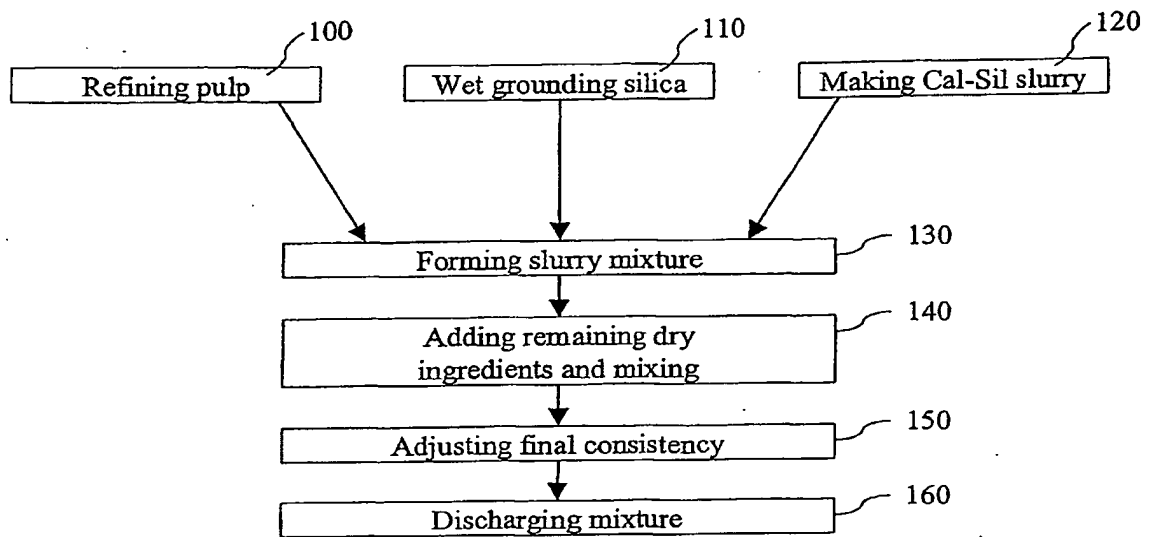 100
110
120
Refining pulp
Wet grounding silica
Making Cal-Sil slurry
130
Forming slurry mixture
140
Adding remaining dry
ingredients and mixing
150
Adjusting final consistency
160
Discharging mixture